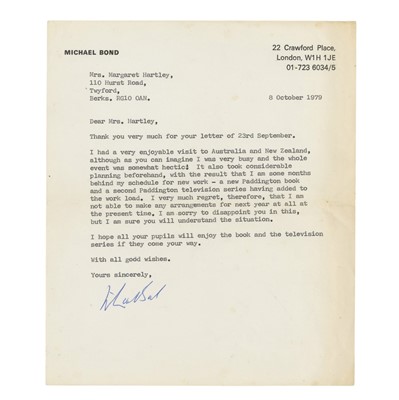 MICHAEL BOND
22 Crawford Place,
London, W1H 1JE
01-723 6034/5
Mrs. Margaret Hartley,
110 Hurst Road,
Twyford,
Berks. RG10 OAN.
8 October 1979
Dear Mrs. Hartley,
Thank you very much for your letter of 23rd September.
I had a very enjoyable visit to Australia and New Zealand,
although as you can imagine I was very busy and the whole
event was somewhat hectic! It also took considerable
planning beforehand, with the result that I am some months
behind my schedule for new work - a new Paddington book
and a second Paddington television series having added to
the work load. I very much regret, therefore, that I am
not able to make any arrangements for next year at all at
the present time. I am sorry to disappoint you in this,
but I am sure you will understand the situation.
I hope all your pupils will enjoy the book and the television
series if they come your way.
With all good wishes.
Yours sincerely,